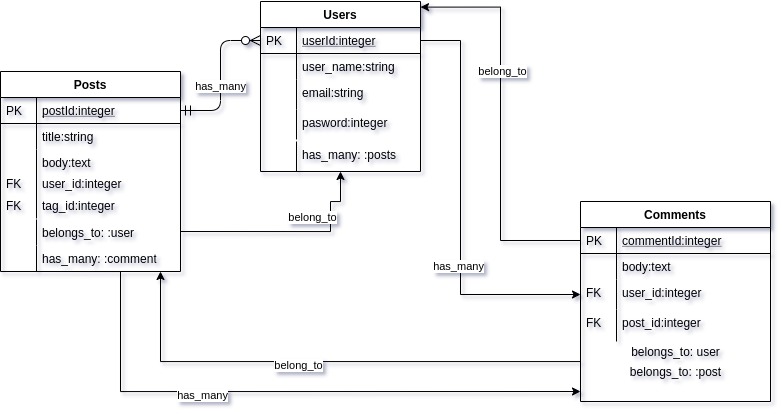 Users
PK userId:integer
user_name:string
email:string
pasword:integer
has_many: :posts
has_many
belong_to
Posts
PK postId:integer
title:string
body:text
FK user_id:integer
FK tag_id:integer
belongs_to: :user
has_many: :comment
belong_to
has_many
Comments
PK commentId:integer
body:text
FK user_id:integer
FK post_id:integer
belongs_to: user
belongs_to: :post
belong_to
has_many